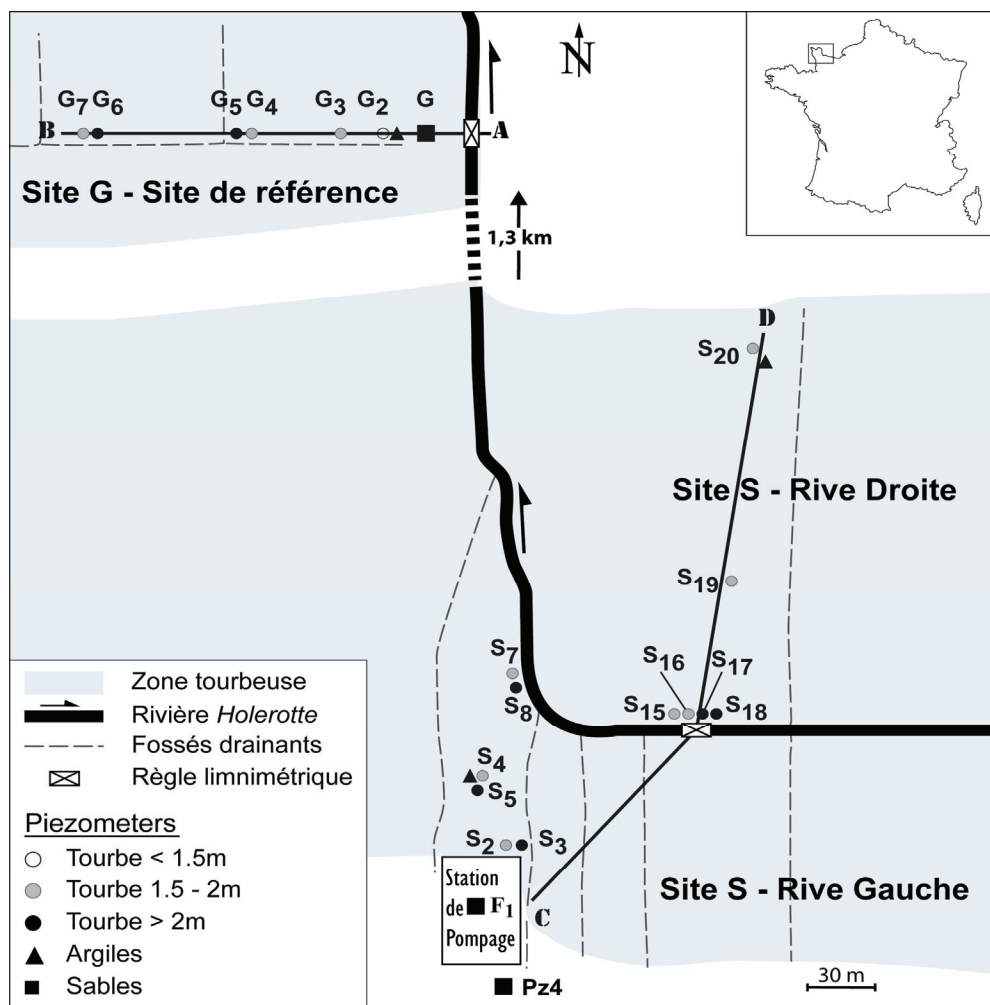 N
G7 G6 G5 G4 G3 G2 G
B A
Site G - Site de référence
1,3 km
D
S20
Site S - Rive Droite
S19
S7
S16 S17
S8
S15 S18
S4
S5
S2 S3
Station
de F1
Pompage
C
Site S - Rive Gauche
Pz4
30 m
Zone tourbeuse
Rivière Holerotte
Fossés drainants
Règle limnimétrique
Piezometers
Tourbe < 1.5m
Tourbe 1.5 - 2m
Tourbe > 2m
Argiles
Sables